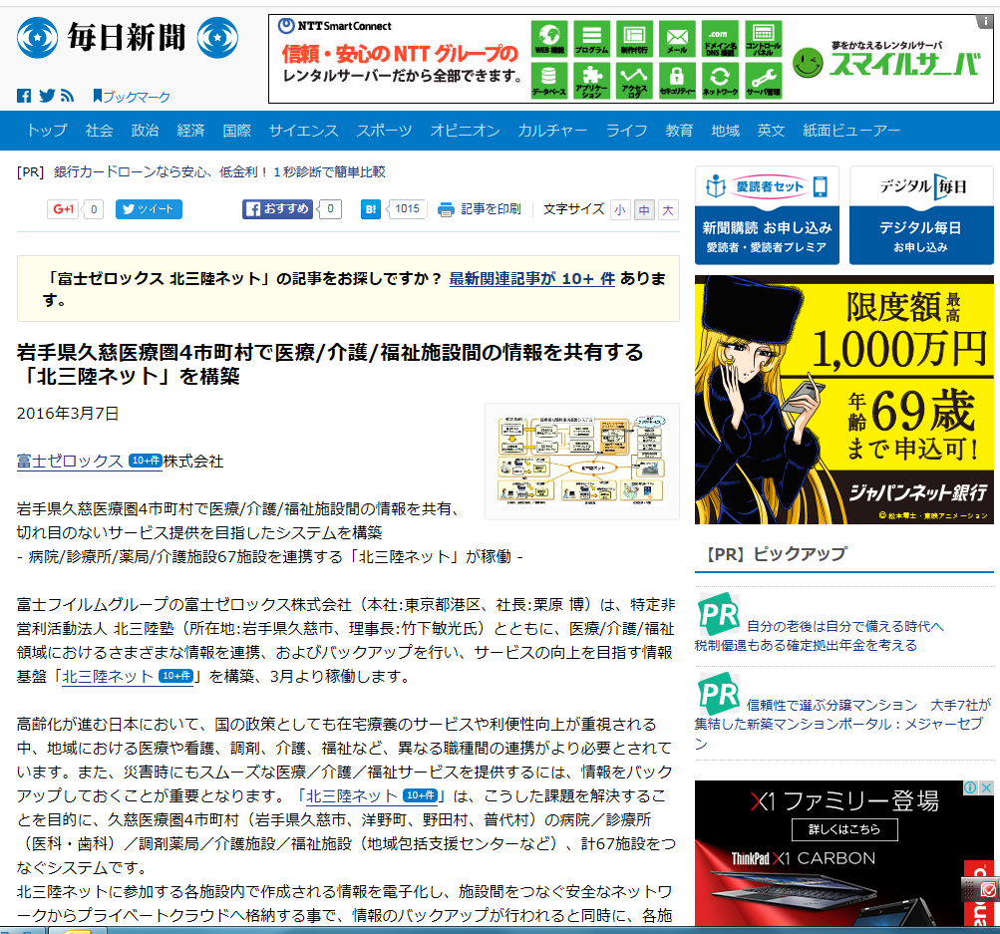 毎日新聞
ブックマーク
NTT SmartConnect
信頼・安心の NTT グループの
レンタルサーバーだから全部できます。
WEB機能
プログラム
制作代行
メール
.com
ドメイン名 DNS機能
コントロールパネル
データベース
アプリケーション
アクセスログ
セキュリティー
ネットワーク
サーバ管理
夢をかなえるレンタルサーバ
スマイルサーバ
トップ 社会 政治 経済 国際 サイエンス スポーツ オピニオン カルチャー ライフ 教育 地域 英文 紙面ビューアー
[PR] 銀行カードローンなら安心、低金利！１秒診断で簡単比較
G+1 0 ツイート おすすめ 0 B! 1015 記事を印刷 文字サイズ 小 中 大
「富士ゼロックス 北三陸ネット」の記事をお探しですか？ 最新関連記事が 10+ 件 ありま
す。
岩手県久慈医療圏4市町村で医療/介護/福祉施設間の情報を共有する
「北三陸ネット」を構築
2016年3月7日
富士ゼロックス 10+件 株式会社
岩手県久慈医療圏4市町村で医療/介護/福祉施設間の情報を共有、
切れ目のないサービス提供を目指したシステムを構築
- 病院/診療所/薬局/介護施設67施設を連携する「北三陸ネット」が稼働 -
富士フイルムグループの富士ゼロックス株式会社（本社:東京都港区、社長:栗原 博）は、特定非
営利活動法人 北三陸塾（所在地:岩手県久慈市、理事長:竹下敏光氏）とともに、医療/介護/福祉
領域におけるさまざまな情報を連携、およびバックアップを行い、サービスの向上を目指す情報
基盤「北三陸ネット 10+件 」を構築、3月より稼働します。
高齢化が進む日本において、国の政策としても在宅療養のサービスや利便性向上が重視される
中、地域における医療や看護、調剤、介護、福祉など、異なる職種間の連携がより必要とされて
います。また、災害時にもスムーズな医療／介護／福祉サービスを提供するには、情報をバック
アップしておくことが重要となります。「北三陸ネット 10+件 」は、こうした課題を解決するこ
とを目的に、久慈医療圏4市町村（岩手県久慈市、洋野町、野田村、普代村）の病院／診療所
（医科・歯科）／調剤薬局／介護施設／福祉施設（地域包括支援センターなど）、計67施設をつ
なぐシステムです。
北三陸ネットに参加する各施設内で作成される情報を電子化し、施設間をつなぐ安全なネットワ
ークからプライベートクラウドへ格納する事で、情報のバックアップが行われると同時に、各施
愛読者セット
新聞購読 お申し込み
愛読者・愛読者プレミア
デジタル毎日
デジタル毎日
お申し込み
限度額最高
1,000万円
年齢69歳
まで申込可!
ジャパンネット銀行
© 松本零士・東映アニメーション
【PR】ピックアップ
PR 自分の老後は自分で備える時代へ
税制優遇もある確定拠出年金を考える
PR 信頼性で選ぶ分譲マンション　大手7社が
集結した新築マンションポータル：メジャーセブ
ン
X1 ファミリー登場
詳しくはこちら
ThinkPad X1 CARBON